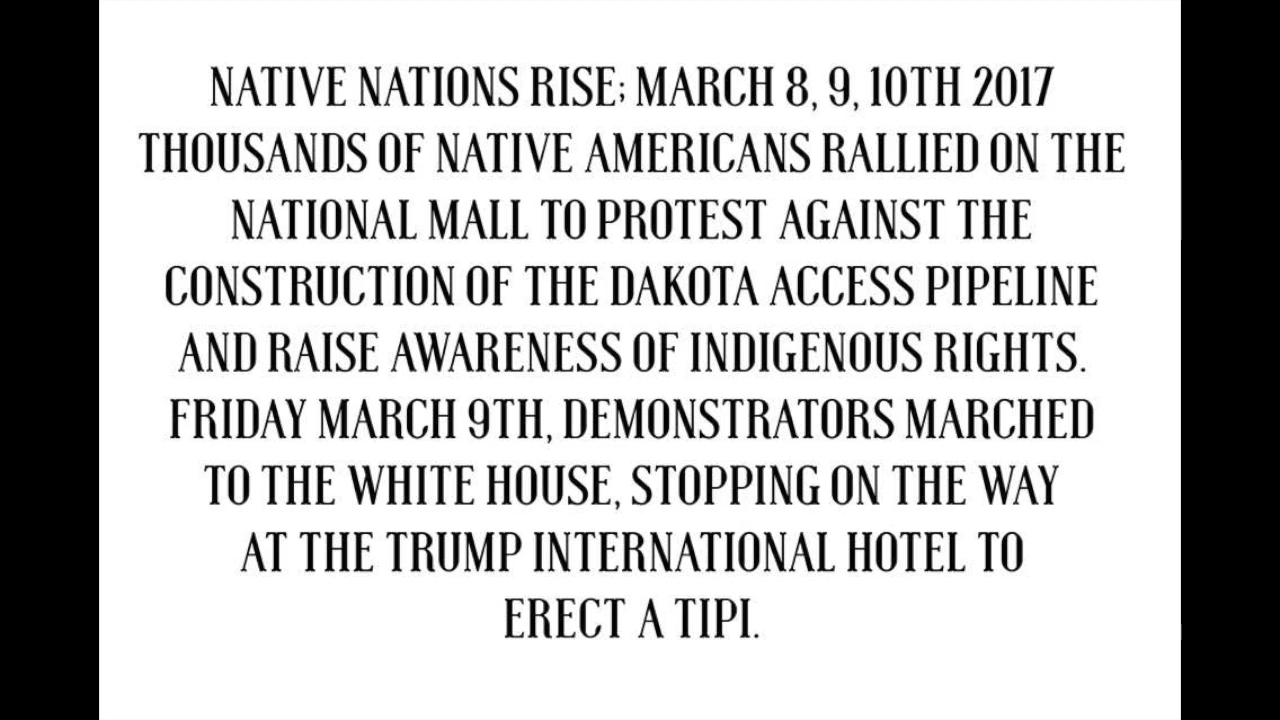 NATIVE NATIONS RISE; MARCH 8, 9, 10TH 2017
THOUSANDS OF NATIVE AMERICANS RALLIED ON THE
NATIONAL MALL TO PROTEST AGAINST THE
CONSTRUCTION OF THE DAKOTA ACCESS PIPELINE
AND RAISE AWARENESS OF INDIGENOUS RIGHTS.
FRIDAY MARCH 9TH, DEMONSTRATORS MARCHED
TO THE WHITE HOUSE, STOPPING ON THE WAY
AT THE TRUMP INTERNATIONAL HOTEL TO
ERECT A TIPI.